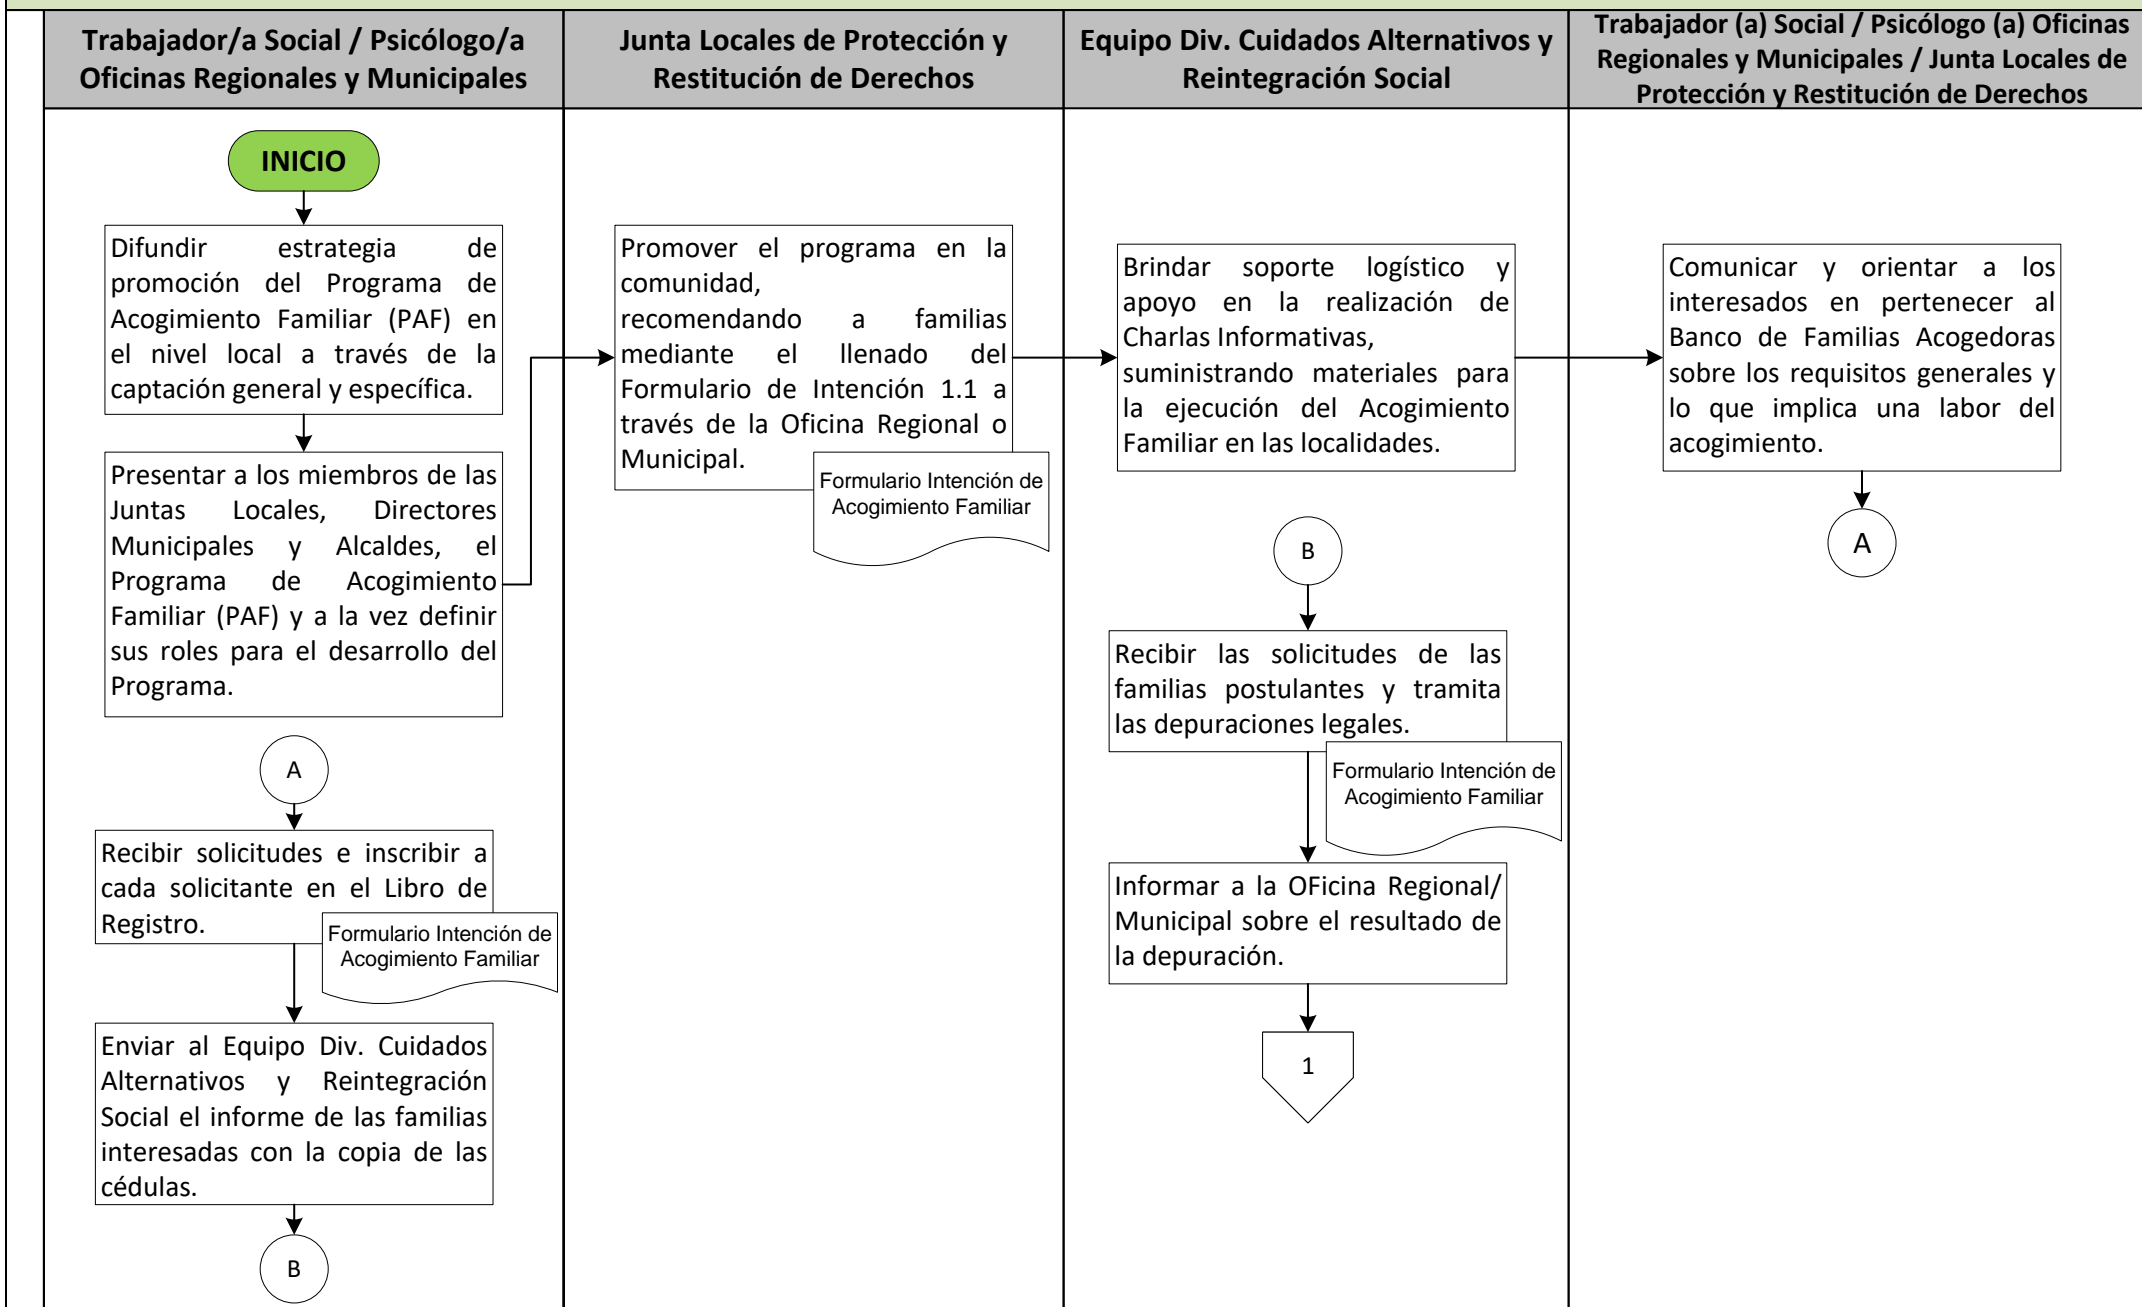 Trabajador/a Social / Psicólogo/a
Oficinas Regionales y Municipales
Junta Locales de Protección y
Restitución de Derechos
Equipo Div. Cuidados Alternativos y
Reintegración Social
Trabajador (a) Social / Psicólogo (a) Oficinas
Regionales y Municipales / Junta Locales de
Protección y Restitución de Derechos
INICIO
Difundir estrategia de
promoción del Programa de
Acogimiento Familiar (PAF) en
el nivel local a través de la
captación general y específica.
Presentar a los miembros de las
Juntas Locales, Directores
Municipales y Alcaldes, el
Programa de Acogimiento
Familiar (PAF) y a la vez definir
sus roles para el desarrollo del
Programa.
A
Recibir solicitudes e inscribir a
cada solicitante en el Libro de
Registro.
Formulario Intención de
Acogimiento Familiar
Enviar al Equipo Div. Cuidados
Alternativos y Reintegración
Social el informe de las familias
interesadas con la copia de las
cédulas.
B
Promover el programa en la
comunidad,
recomendando a familias
mediante el llenado del
Formulario de Intención 1.1 a
través de la Oficina Regional o
Municipal.
Formulario Intención de
Acogimiento Familiar
Brindar soporte logístico y
apoyo en la realización de
Charlas Informativas,
suministrando materiales para
la ejecución del Acogimiento
Familiar en las localidades.
B
Recibir las solicitudes de las
familias postulantes y tramita
las depuraciones legales.
Formulario Intención de
Acogimiento Familiar
Informar a la OFicina Regional/
Municipal sobre el resultado de
la depuración.
1
Comunicar y orientar a los
interesados en pertenecer al
Banco de Familias Acogedoras
sobre los requisitos generales y
lo que implica una labor del
acogimiento.
A